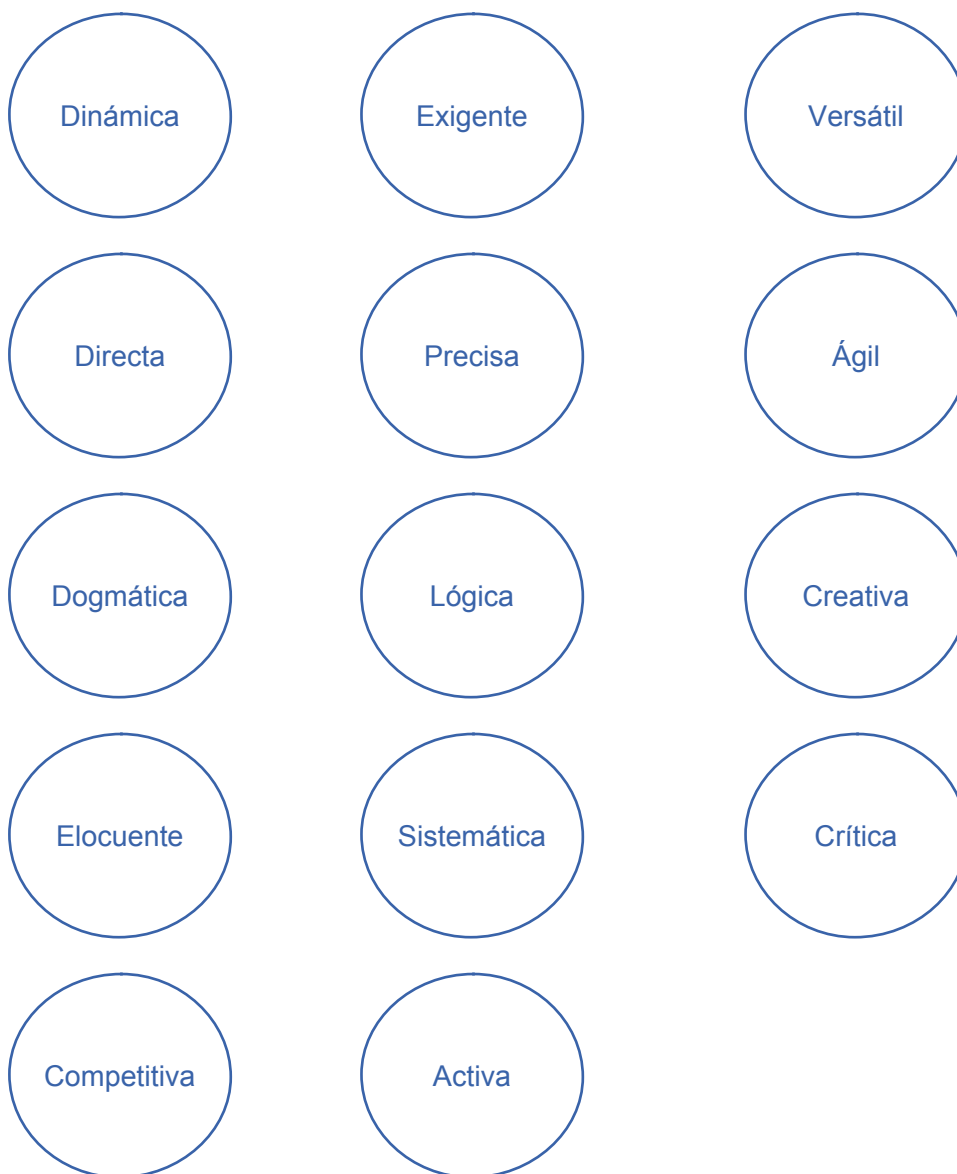 Dinámica
Exigente
Versátil
Directa
Precisa
Ágil
Dogmática
Lógica
Creativa
Elocuente
Sistemática
Crítica
Competitiva
Activa